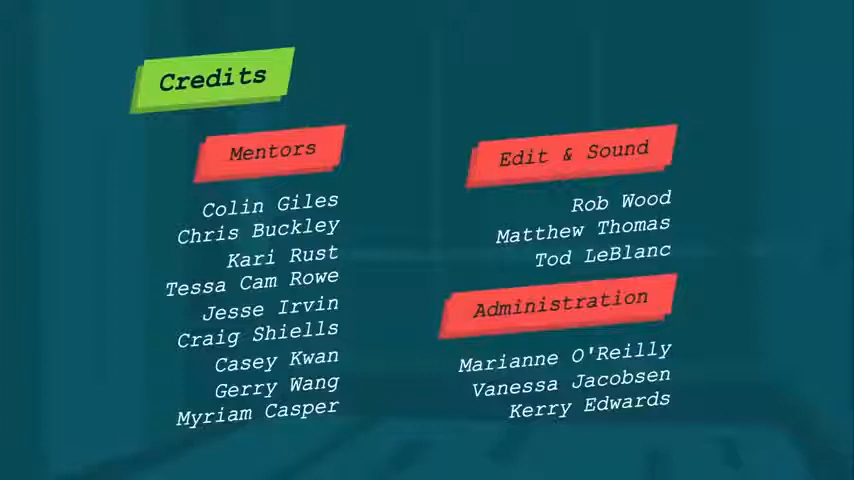 Credits
Mentors
Colin Giles
Chris Buckley
Kari Rust
Tessa Cam Rowe
Jesse Irvin
Craig Shiells
Casey Kwan
Gerry Wang
Myriam Casper
Edit & Sound
Rob Wood
Matthew Thomas
Tod LeBlanc
Administration
Marianne O'Reilly
Vanessa Jacobsen
Kerry Edwards